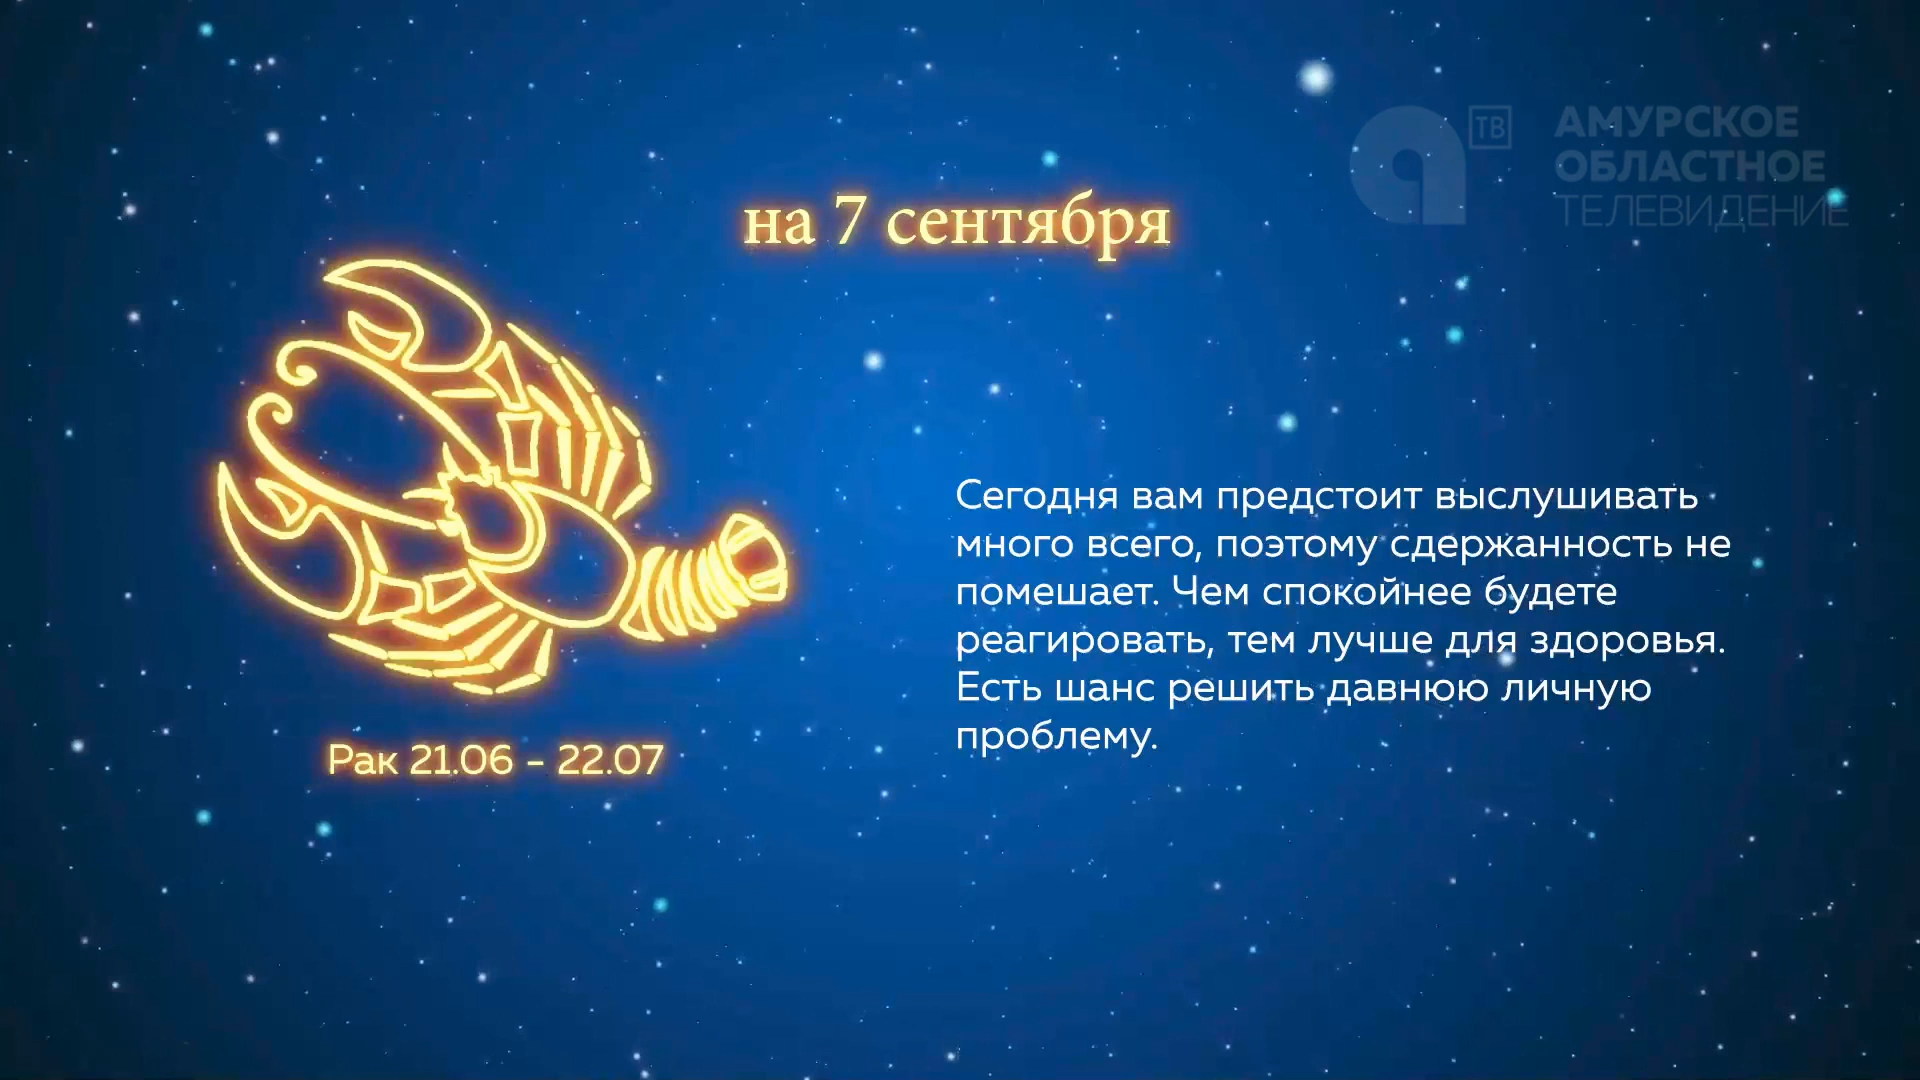 ТВ
АМУРСКОЕ
ОБЛАСТНОЕ
ТЕЛЕВИДЕНИЕ
на 7 сентября
Сегодня вам предстоит выслушивать
много всего, поэтому сдержанность не
помешает. Чем спокойнее будете
реагировать, тем лучше для здоровья.
Есть шанс решить давнюю личную
проблему.
Рак 21.06 - 22.07